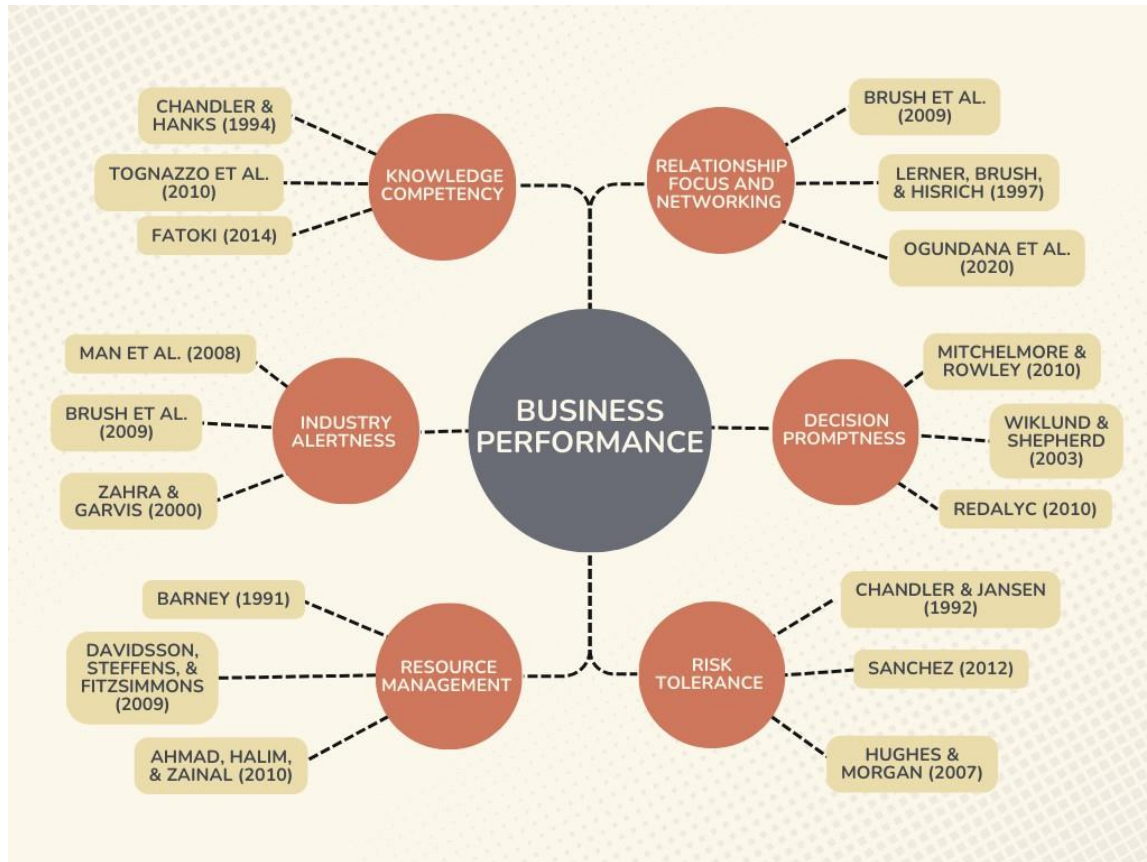 CHANDLER &
HANKS (1994)
TOGNAZZO ET AL.
(2010)
FATOKI (2014)
KNOWLEDGE
COMPETENCY
RELATIONSHIP
FOCUS AND
NETWORKING
BRUSH ET AL.
(2009)
LERNER, BRUSH,
& HISRICH (1997)
OGUNDANA ET AL.
(2020)
MAN ET AL. (2008)
BRUSH ET AL.
(2009)
ZAHRA &
GARVIS (2000)
INDUSTRY
ALERTNESS
BUSINESS
PERFORMANCE
DECISION
PROMPTNESS
MITCHELMORE &
ROWLEY (2010)
WIKLUND &
SHEPHERD
(2003)
REDALYC (2010)
BARNEY (1991)
DAVIDSSON,
STEFFENS, &
FITZSIMMONS
(2009)
AHMAD, HALIM,
& ZAINAL (2010)
RESOURCE
MANAGEMENT
RISK
TOLERANCE
CHANDLER & JANSEN
(1992)
SANCHEZ (2012)
HUGHES &
MORGAN (2007)